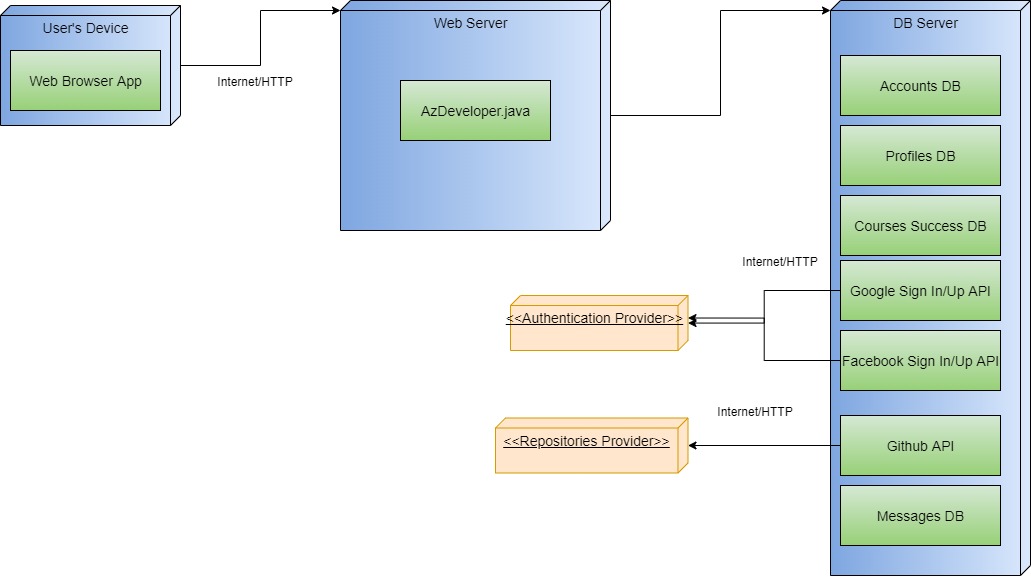 User's Device
Web Browser App
Internet/HTTP
Web Server
AzDeveloper.java
DB Server
Accounts DB
Profiles DB
Courses Success DB
Internet/HTTP
Google Sign In/Up API
<<Authentication Provider>>
Facebook Sign In/Up API
Internet/HTTP
<<Repositories Provider>>
Github API
Messages DB